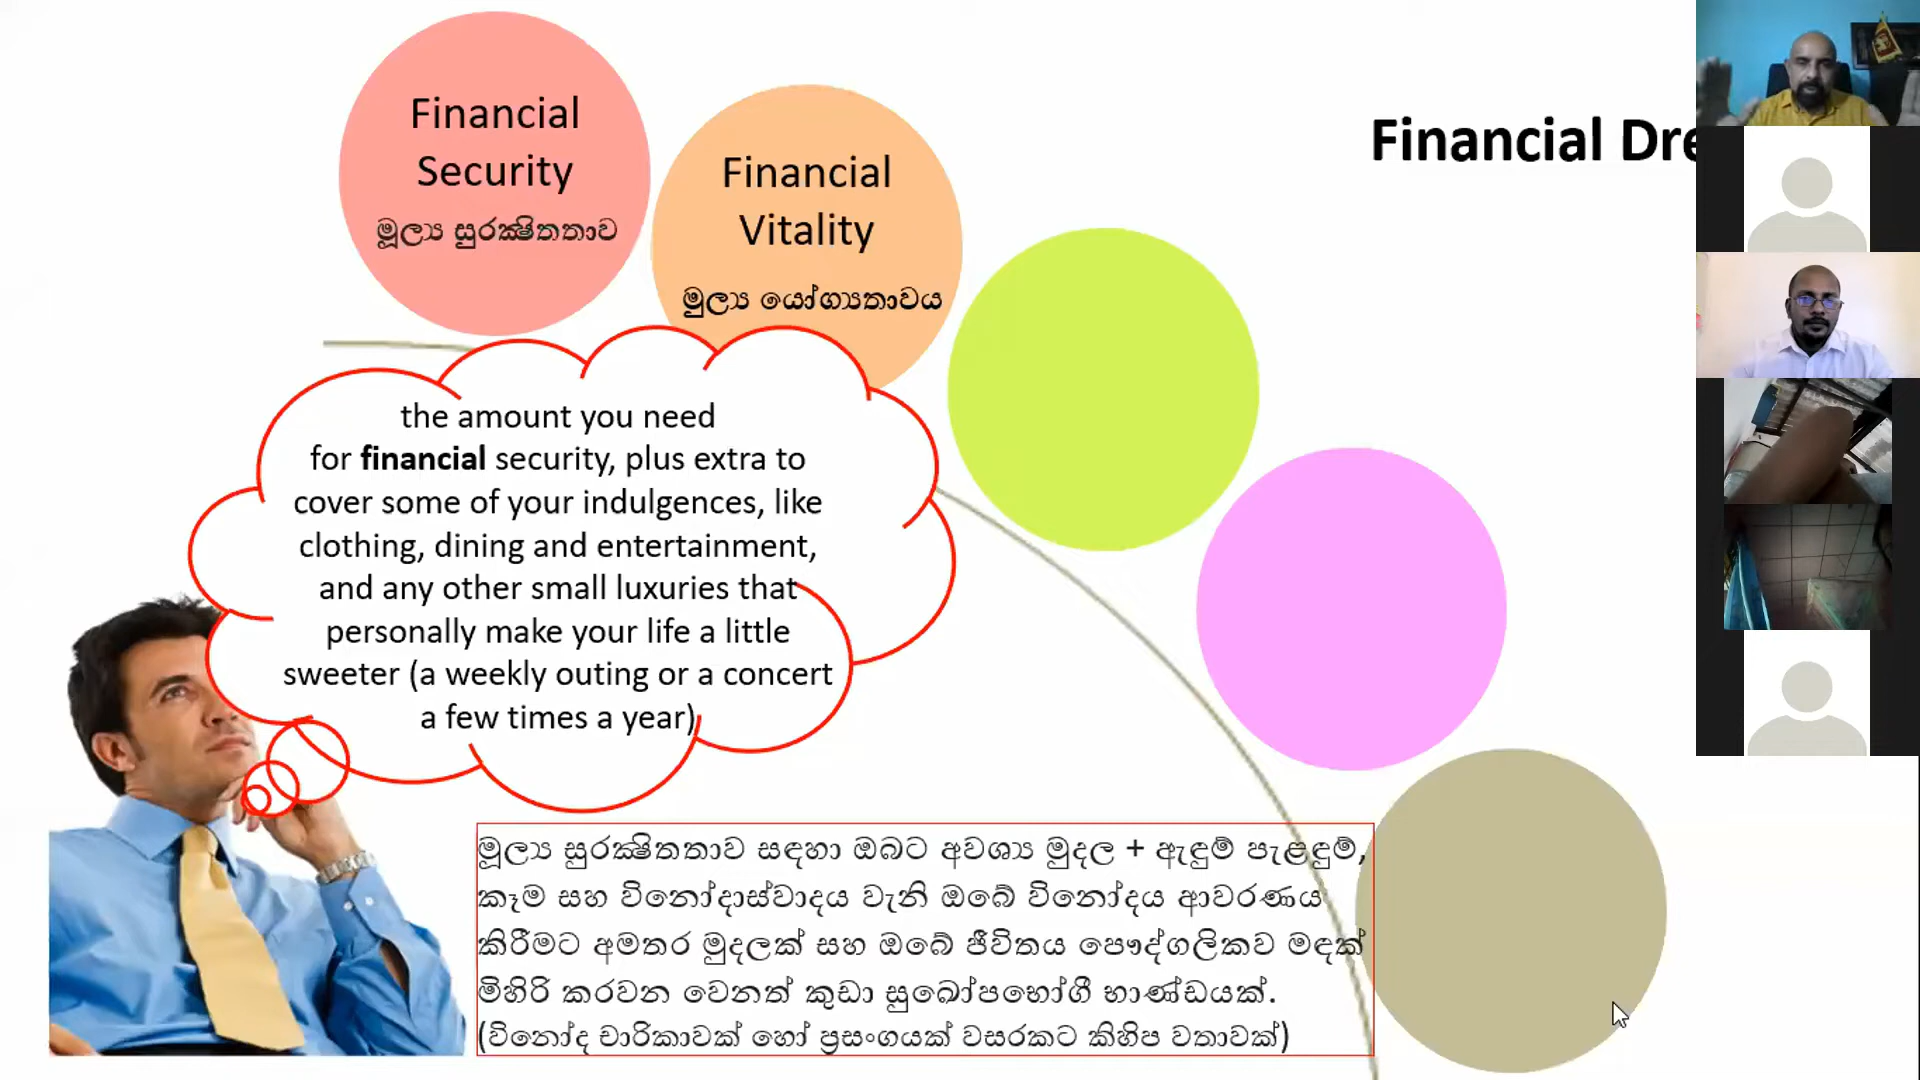 Financial
Security
මූල්‍ය සුරක්‍ෂිතතාව
Financial
Vitality
මූල්‍ය යෝග්‍යතාවය
Financial
the amount you need
for financial security, plus extra to
cover some of your indulgences, like
clothing, dining and entertainment,
and any other small luxuries that
personally make your life a little
sweeter (a weekly outing or a concert
a few times a year)
මූල්‍ය සුරක්‍ෂිතතාව සඳහා ඔබට අවශ්‍ය මුදල + ඇඳුම් පැළඳුම්,
කෑම සහ විනෝදාස්වාදය වැනි ඔබේ විනෝදය ආවරණය
කිරීමට අමතර මුදලක් සහ ඔබේ ජීවිතය පෞද්ගලිකව මඳක්
මිහිරි කරවන වෙනත් කුඩා සුඛෝපභෝගී භාණ්ඩයක්.
(විනෝද චාරිකාවක් හෝ ප්‍රසංගයක් වසරකට කිහිප වතාවක්)